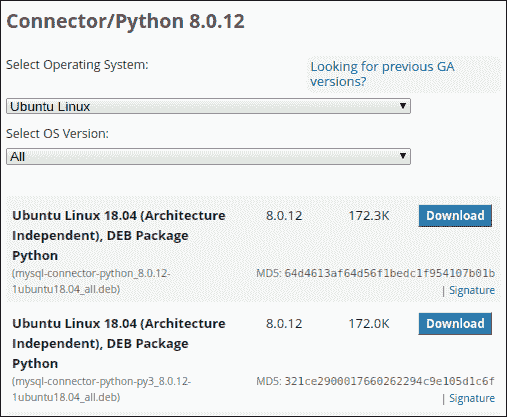 Connector/Python 8.0.12
Select Operating System:
Looking for previous GA
versions?
Ubuntu Linux
Select OS Version:
All
Ubuntu Linux 18.04 (Architecture 8.0.12 172.3K Download
Independent), DEB Package
Python
(mysql-connector-python_8.0.12- MD5: 64d4613af64d56f1bedc1f954107b01b
1ubuntu18.04_all.deb) | Signature
Ubuntu Linux 18.04 (Architecture 8.0.12 172.0K Download
Independent), DEB Package
Python
(mysql-connector-python-py3_8.0.12- MD5: 321ce2900017660262294c9e105d1c6f
1ubuntu18.04_all.deb) | Signature